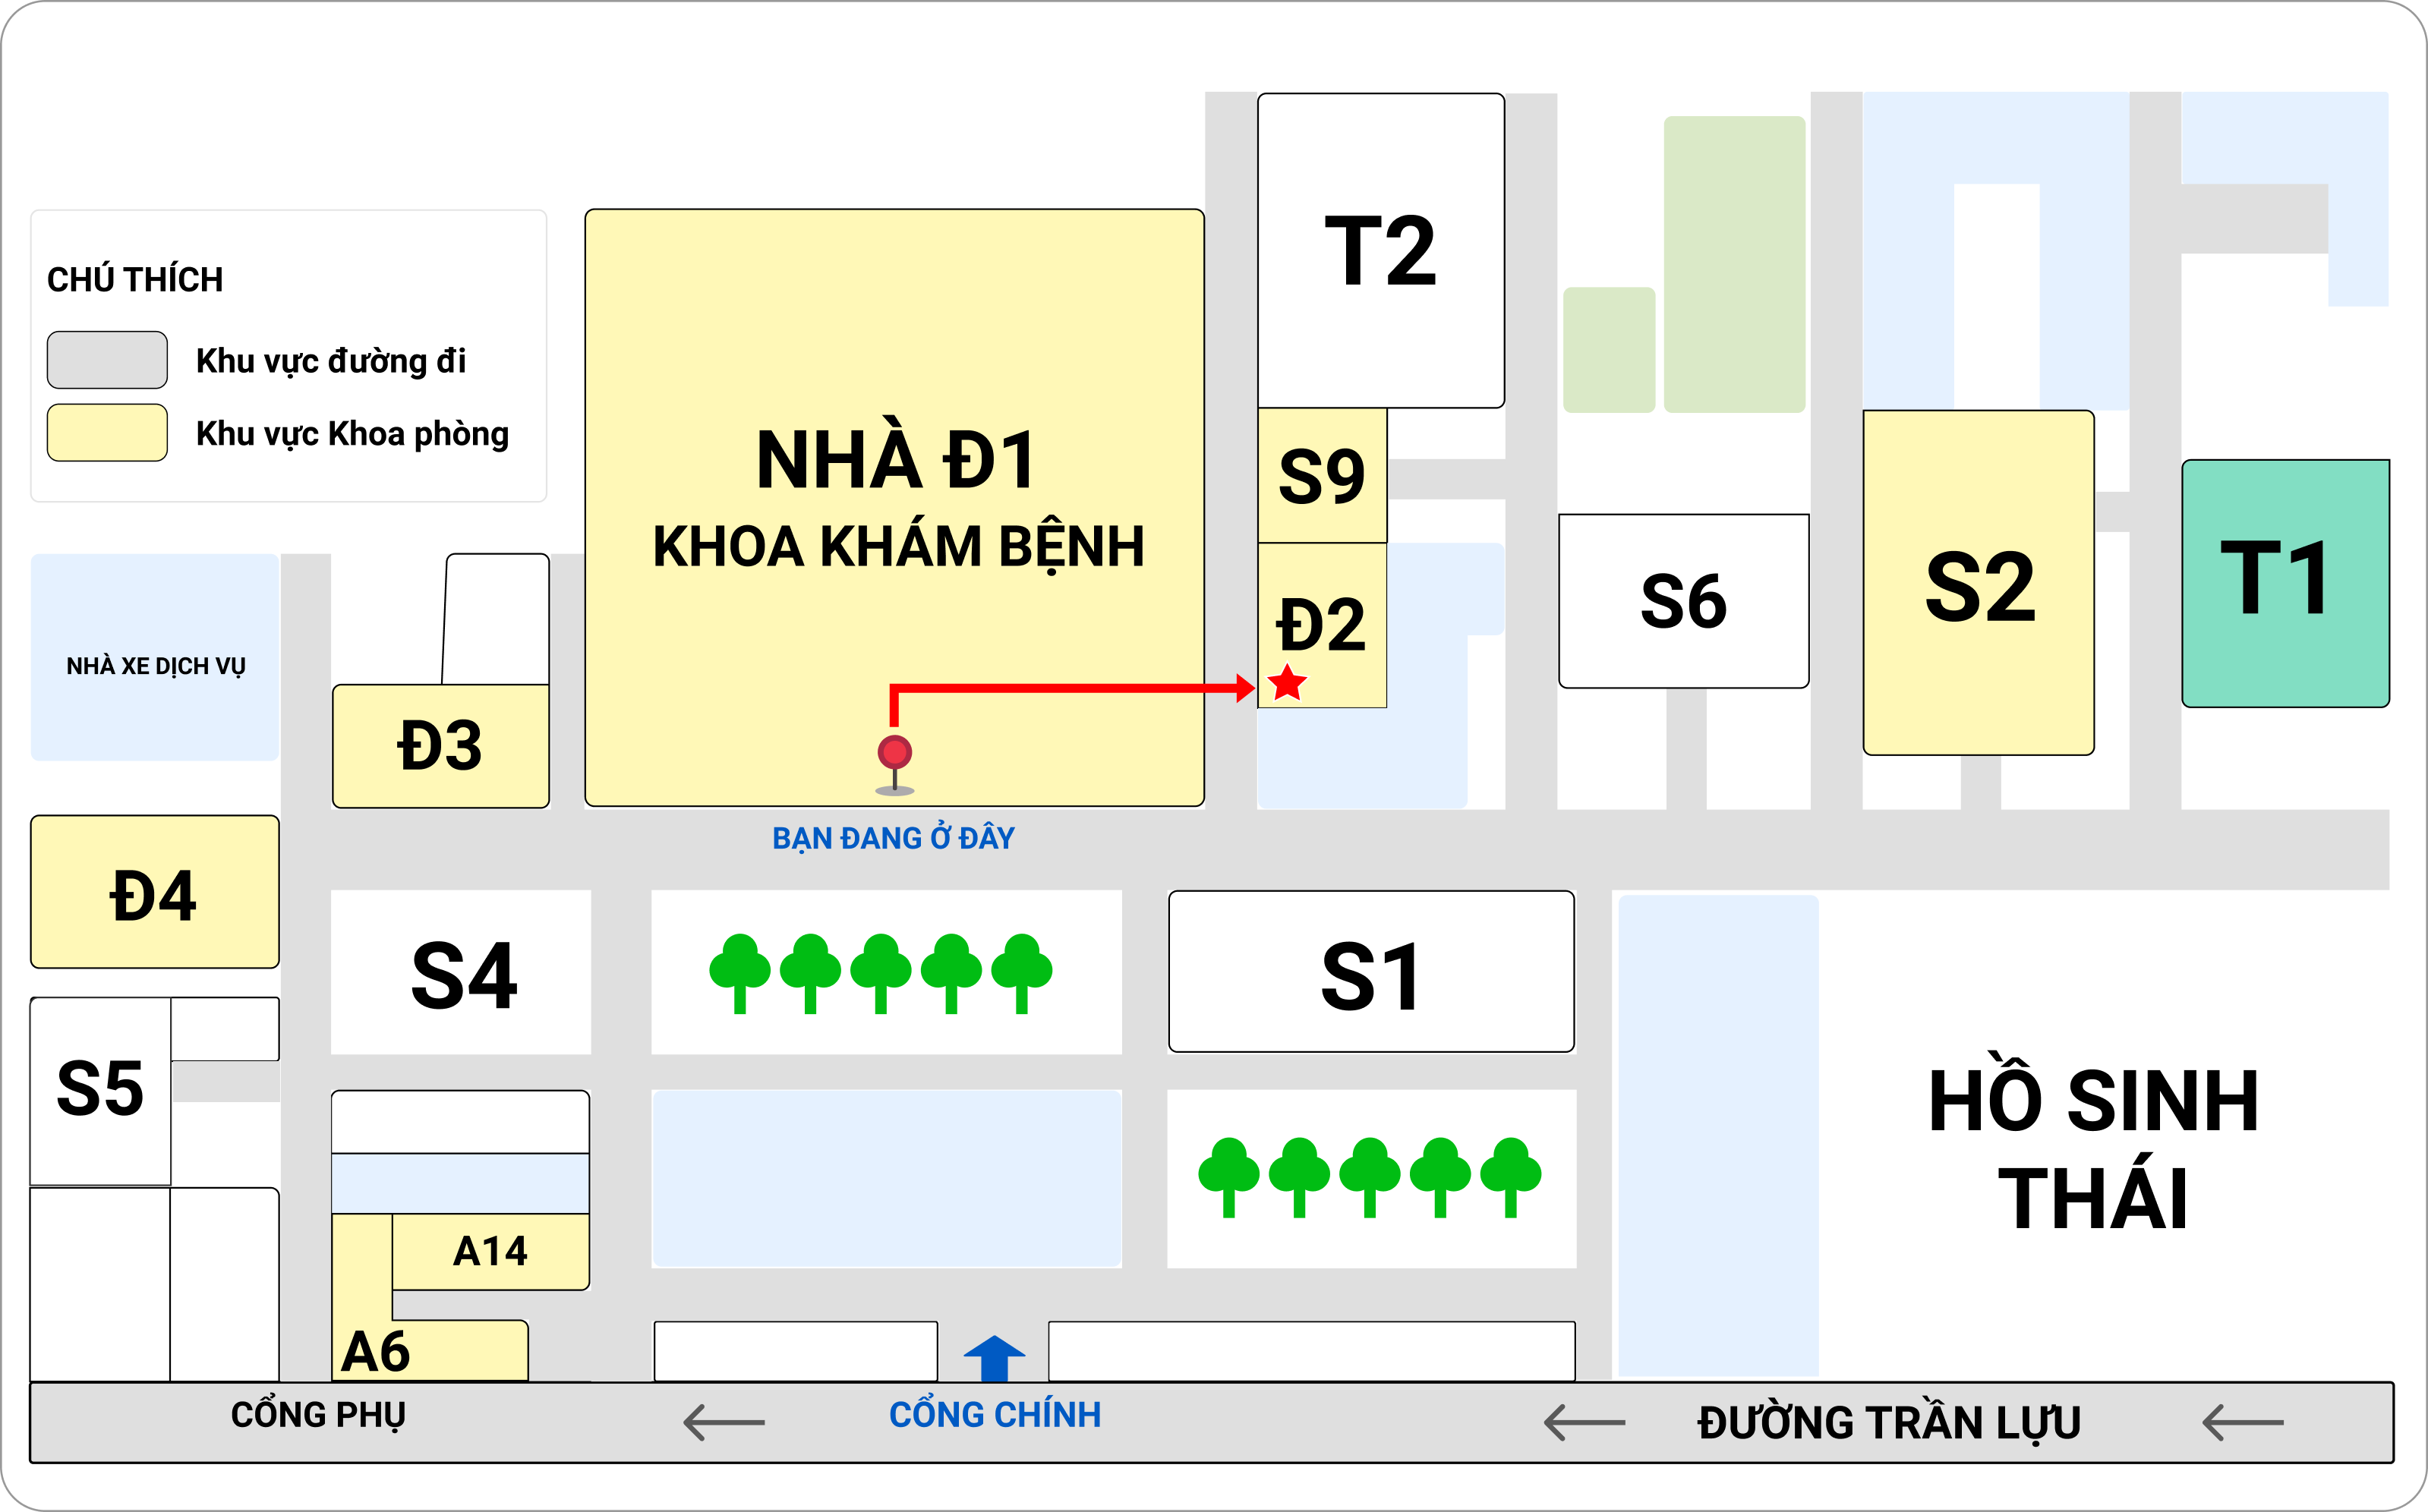 T2
CHÚ THÍCH
Khu vực đường đi
Khu vực Khoa phòng
NHÀ Đ1
KHOA KHÁM BỆNH
S9
Đ2
S6
S2
T1
NHÀ XE DỊCH VỤ
Đ3
BẠN ĐANG Ở ĐÂY
Đ4
S4
S1
S5
HỒ SINH
THÁI
A14
A6
CỔNG PHỤ
CỔNG CHÍNH
ĐƯỜNG TRẦN LỰU